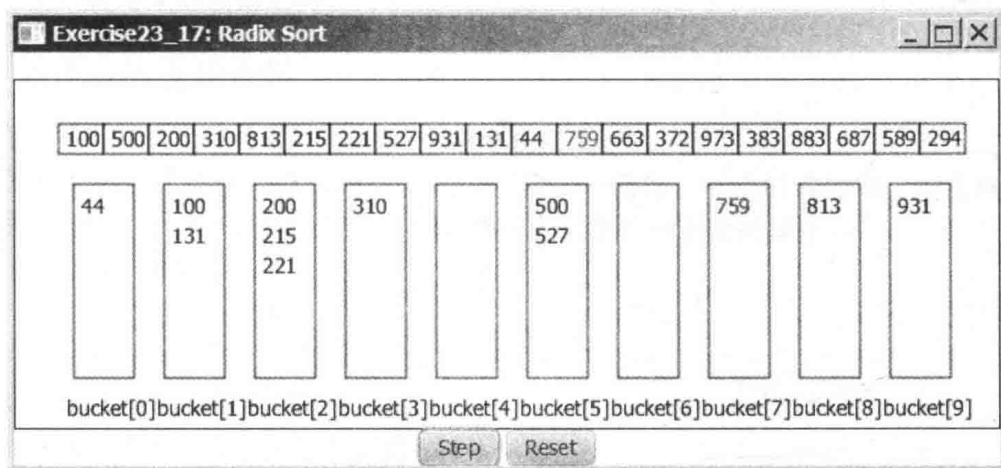 Exercise23_17: Radix Sort
100 500 200 310 813 215 221 527 931 131 44 759 663 372 973 383 883 687 589 294
44 100 200 310 500 759 813 931
131 215 527
221
bucket[0] bucket[1] bucket[2] bucket[3] bucket[4] bucket[5] bucket[6] bucket[7] bucket[8] bucket[9]
Step Reset